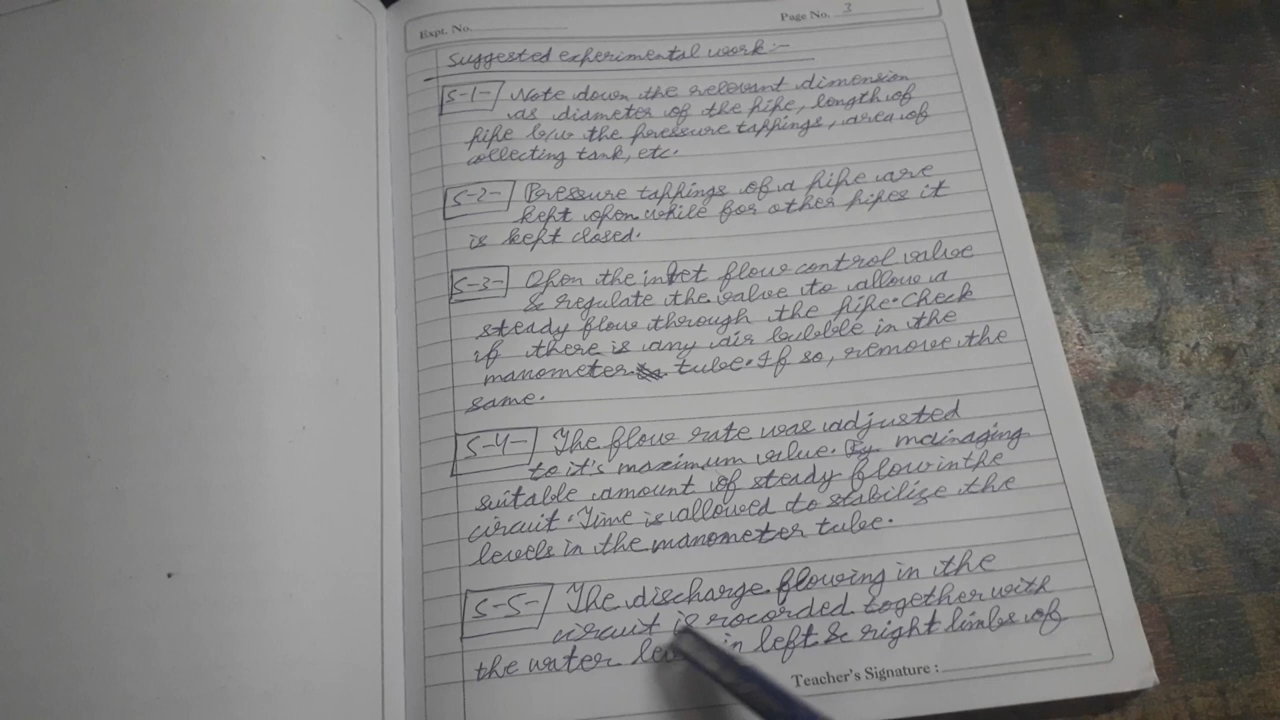 Expt. No.
Page No. 3
Suggested experimental work:-
S-1- Note down the relevant dimension
as diameter of the pipe, length of
pipe b/w the pressure tappings, area of
collecting tank, etc.
S-2- Pressure tappings of a pipe are
kept open while for other pipes it
is kept closed.
S-3- Open the inlet flow control valve
& regulate the valve to allow a
steady flow through the pipe. Check
if there is any air bubble in the
manometer tube. If so, remove the
same.
S-4- The flow rate was adjusted
to it's maximum value. By mainaging
suitable amount of steady flow in the
circuit. Time is allowed to stabilize the
levels in the manometer tube.
S-5- The discharge flowing in the
circuit is rocorded together with
the water in left & right limbs of
Teacher's Signature :